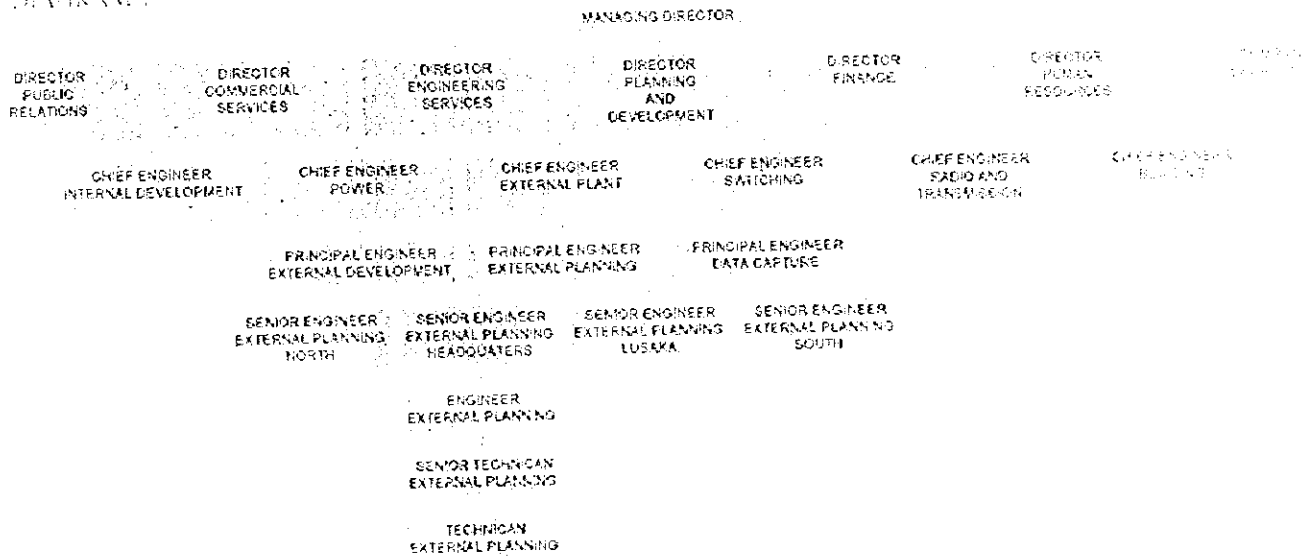 MANAGING DIRECTOR
DIRECTOR
PUBLIC
RELATIONS
DIRECTOR
COMMERCIAL
SERVICES
DIRECTOR
ENGINEERING
SERVICES
DIRECTOR
PLANNING
AND
DEVELOPMENT
DIRECTOR
FINANCE
DIRECTOR
HUMAN
RESOURCES
CHIEF ENGINEER
INTERNAL DEVELOPMENT
CHIEF ENGINEER
POWER
CHIEF ENGINEER
EXTERNAL PLANT
CHIEF ENGINEER
SWITCHING
CHIEF ENGINEER
RADIO AND
TRANSMISSION
CHIEF ENGINEER
PRINCIPAL ENGINEER
EXTERNAL DEVELOPMENT
PRINCIPAL ENGINEER
EXTERNAL PLANNING
PRINCIPAL ENGINEER
DATA CAPTURE
SENIOR ENGINEER
EXTERNAL PLANNING
NORTH
SENIOR ENGINEER
EXTERNAL PLANNING
HEADQUATERS
SENIOR ENGINEER
EXTERNAL PLANNING
LUSAKA
SENIOR ENGINEER
EXTERNAL PLANNING
SOUTH
ENGINEER
EXTERNAL PLANNING
SENIOR TECHNICAN
EXTERNAL PLANNING
TECHNICAN
EXTERNAL PLANNING